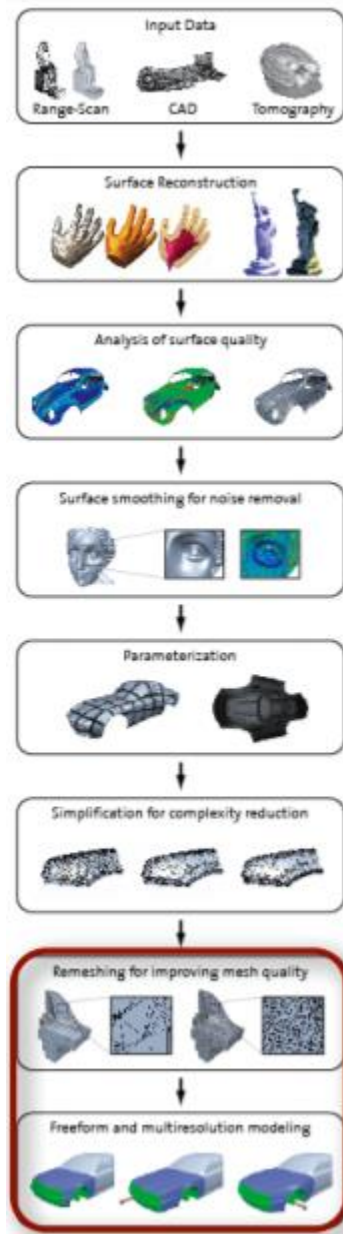 Input Data
Range-Scan CAD Tomography
Surface Reconstruction
Analysis of surface quality
Surface smoothing for noise removal
Parameterization
Simplification for complexity reduction
Remeshing for improving mesh quality
Freeform and multiresolution modeling